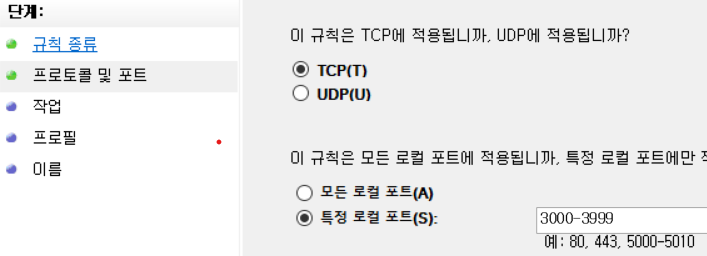 단계:
규칙 종류
프로토콜 및 포트
작업
프로필
이름
이 규칙은 TCP에 적용됩니까, UDP에 적용됩니까?
TCP(T)
UDP(U)
이 규칙은 모든 로컬 포트에 적용됩니까, 특정 로컬 포트에만
모든 로컬 포트(A)
특정 로컬 포트(S):
3000-3999
예: 80, 443, 5000-5010